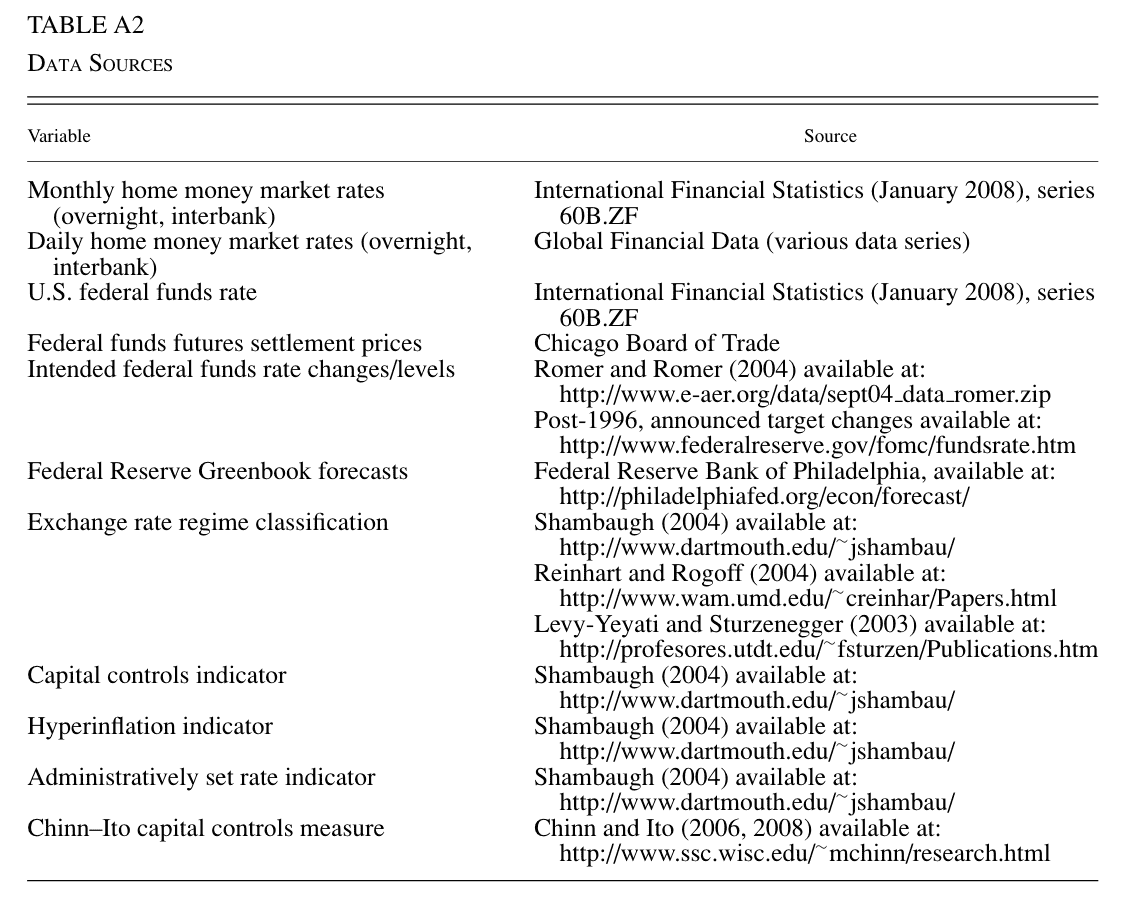 TABLE A2
DATA SOURCES
Variable Source
Monthly home money market rates International Financial Statistics (January 2008), series
(overnight, interbank) 60B.ZF
Daily home money market rates (overnight, Global Financial Data (various data series)
interbank)
U.S. federal funds rate International Financial Statistics (January 2008), series
60B.ZF
Federal funds futures settlement prices Chicago Board of Trade
Intended federal funds rate changes/levels Romer and Romer (2004) available at:
http://www.e-aer.org/data/sept04_data_romer.zip
Post-1996, announced target changes available at:
http://www.federalreserve.gov/fomc/fundsrate.htm
Federal Reserve Greenbook forecasts Federal Reserve Bank of Philadelphia, available at:
http://philadelphiafed.org/econ/forecast/
Exchange rate regime classification Shambaugh (2004) available at:
http://www.dartmouth.edu/~jshambau/
Reinhart and Rogoff (2004) available at:
http://www.wam.umd.edu/~creinhar/Papers.html
Levy-Yeyati and Sturzenegger (2003) available at:
http://profesores.utdt.edu/~fsturzen/Publications.htm
Capital controls indicator Shambaugh (2004) available at:
http://www.dartmouth.edu/~jshambau/
Hyperinflation indicator Shambaugh (2004) available at:
http://www.dartmouth.edu/~jshambau/
Administratively set rate indicator Shambaugh (2004) available at:
http://www.dartmouth.edu/~jshambau/
Chinn–Ito capital controls measure Chinn and Ito (2006, 2008) available at:
http://www.ssc.wisc.edu/~mchinn/research.html